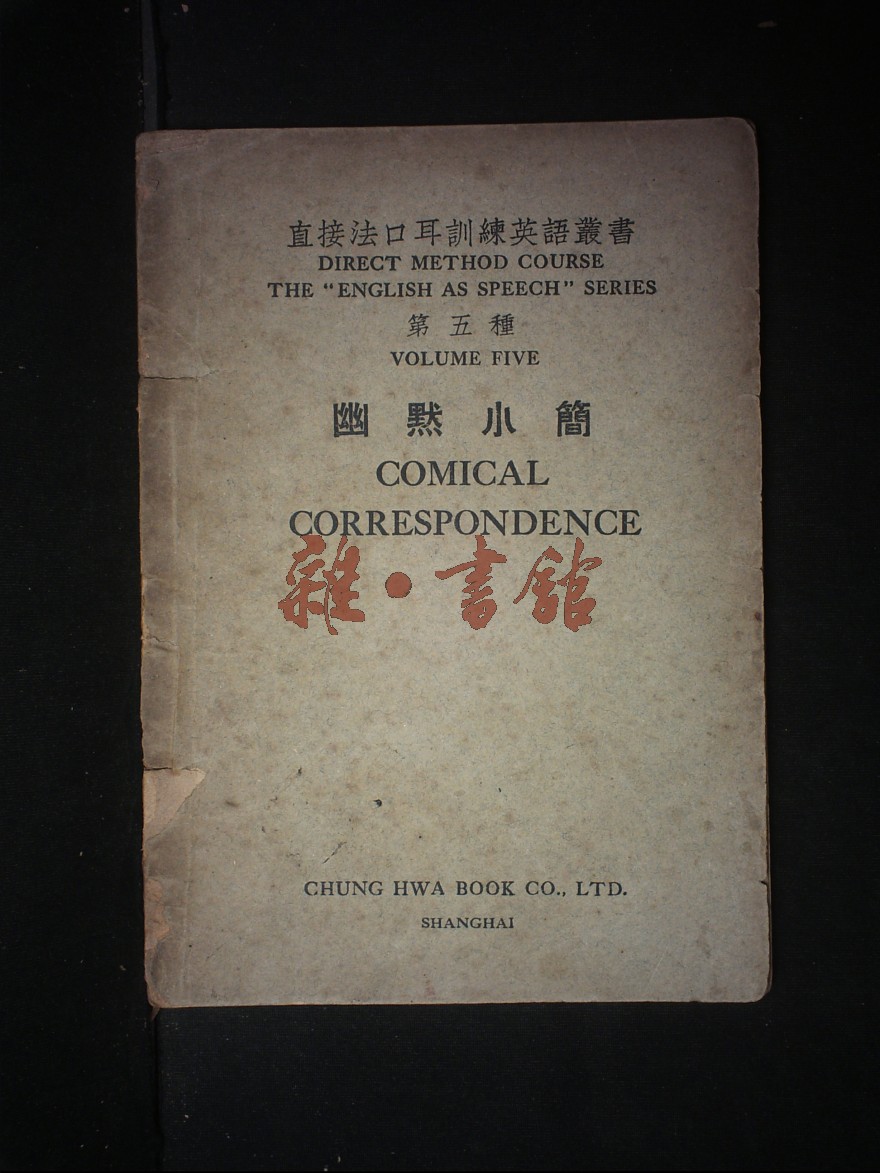 直接法口耳訓練英語叢書
DIRECT METHOD COURSE
THE "ENGLISH AS SPEECH" SERIES
第五種
VOLUME FIVE
幽默小簡
COMICAL
CORRESPONDENCE
雜·書館
CHUNG HWA BOOK CO., LTD.
SHANGHAI